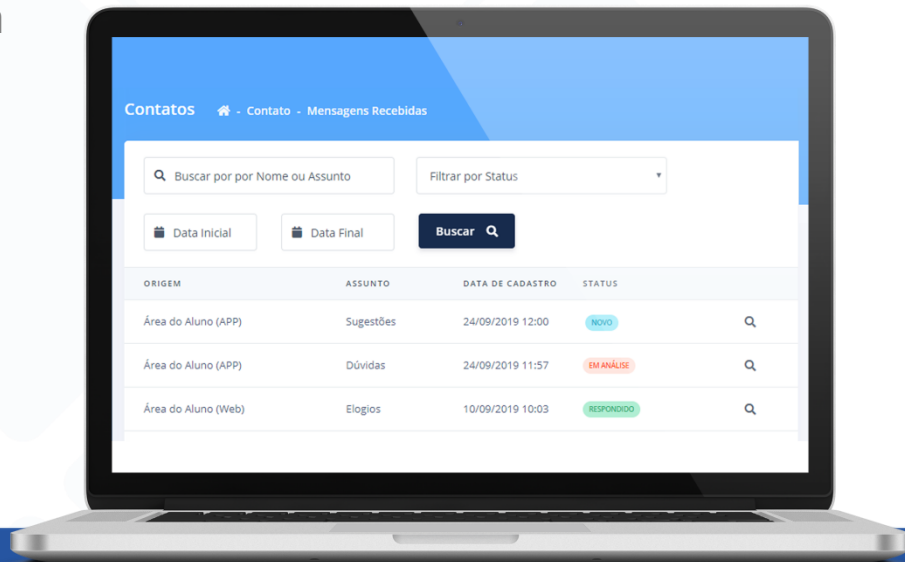 Contatos - Contato - Mensagens Recebidas
Buscar por por Nome ou Assunto Filtrar por Status
Data Inicial Data Final Buscar
ORIGEM ASSUNTO DATA DE CADASTRO STATUS
Área do Aluno (APP) Sugestões 24/09/2019 12:00 NOVO
Área do Aluno (APP) Dúvidas 24/09/2019 11:57 EM ANÁLISE
Área do Aluno (Web) Elogios 10/09/2019 10:03 RESPONDIDO